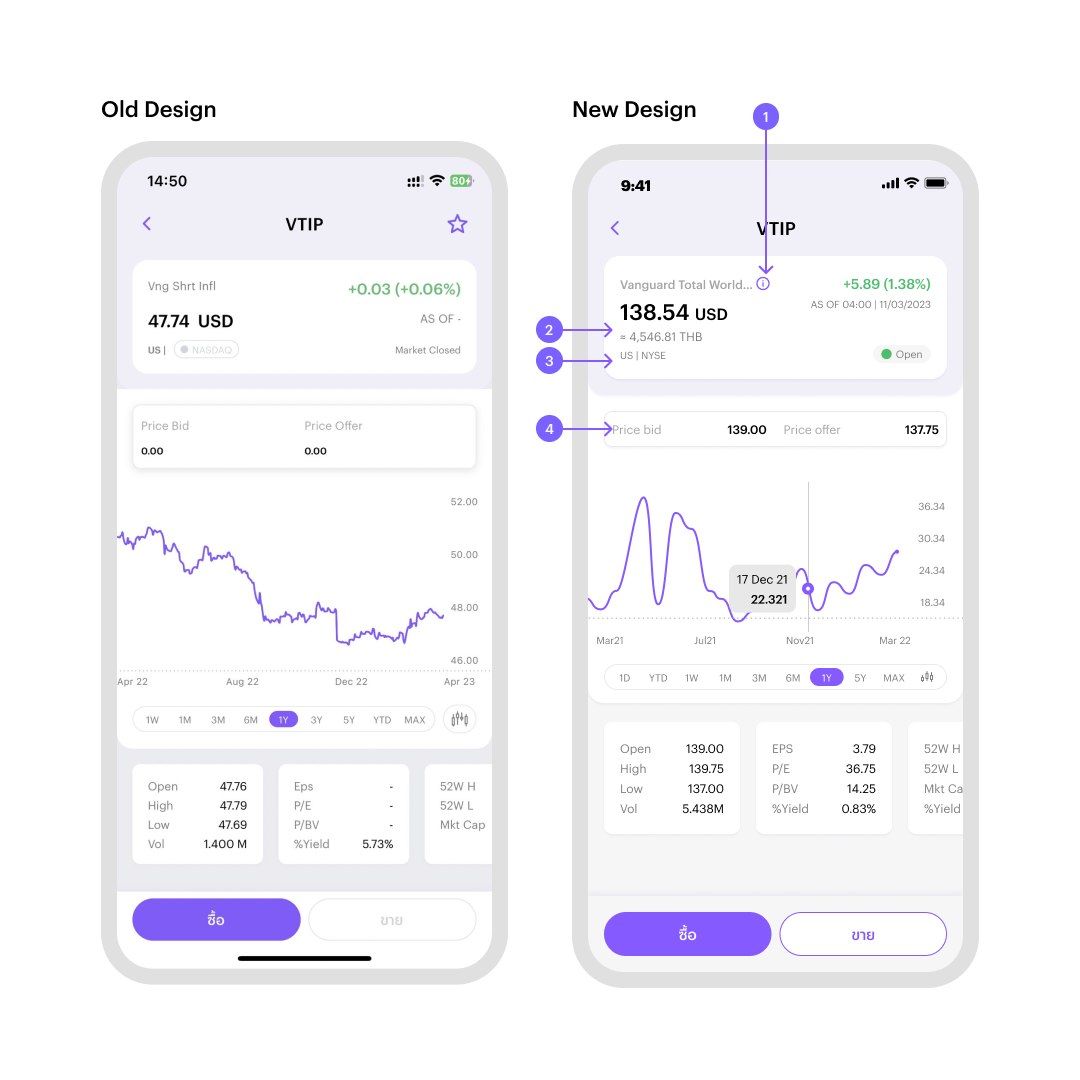 Old Design
14:50
80
VTIP
Vng Shrt Infl
+0.03 (+0.06%)
47.74 USD
AS OF -
US |
NASDAQ
Market Closed
Price Bid
Price Offer
0.00
0.00
52.00
50.00
48.00
46.00
Apr 22
Aug 22
Dec 22
Apr 23
1W 1M 3M 6M 1Y 3Y 5Y YTD MAX
Open 47.76
High 47.79
Low 47.69
Vol 1.400 M
Eps -
P/E -
P/BV -
%Yield 5.73%
52W H
52W L
Mkt Cap
ซื้อ
ขาย
New Design
1
9:41
VTIP
Vanguard Total World...
+5.89 (1.38%)
138.54 USD
AS OF 04:00 | 11/03/2023
2
≈ 4,546.81 THB
3
US | NYSE
Open
4
Price bid 139.00
Price offer 137.75
36.34
30.34
24.34
18.34
17 Dec 21
22.321
Mar21
Jul21
Nov21
Mar 22
1D YTD 1W 1M 3M 6M 1Y 5Y MAX
Open 139.00
High 139.75
Low 137.00
Vol 5.438M
EPS 3.79
P/E 36.75
P/BV 14.25
%Yield 0.83%
52W H
52W L
Mkt Ca
%Yield
ซื้อ
ขาย